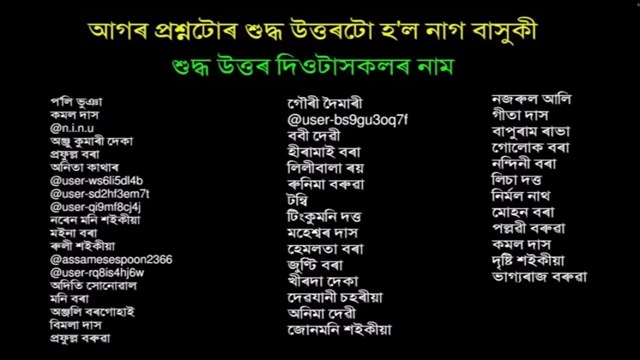 আগৰ প্ৰশ্নটোৰ শুদ্ধ উত্তৰটো হ'ল নাগ বাসুকী
শুদ্ধ উত্তৰ দিওটাসকলৰ নাম
পলি ভূঞা
কমল দাস
@n.i.n.u
অঞ্জু কুমাৰী ডেকা
প্ৰফুল্ল বৰা
অনিতা কাথাৰ
@user-ws6li5dl4b
@user-sd2hf3em7t
@user-qi9mf8cj4j
নৰেন মনি শইকীয়া
মইনা বৰা
ৰুলী শইকীয়া
@assamesespoon2366
@user-rq8is4hj6w
অদিতি সোনোৱাল
মনি বৰা
অঞ্জলি বৰগোহাই
বিমলা দাস
প্ৰফুল্ল বৰুৱা
গৌৰী দৈমাৰী
@user-bs9gu3oq7f
ববী দেৱী
হীৰামাই বৰা
লিলীবালা ৰয়
ৰুনিমা বৰুৱা
টন্বি
টিংকুমনি দত্ত
মহেশ্বৰ দাস
হেমলতা বৰা
জুণ্টি বৰা
খীৰদা দেকা
দেৱযানী চহৰীয়া
অনিমা দেৱী
জোনমনি শইকীয়া
নজৰুল আলি
গীতা দাস
বাপুৰাম ৰাভা
গোলোক বৰা
নন্দিনী বৰা
লিচা দত্ত
নিৰ্মল নাথ
মোহন বৰা
পল্লৱী বৰুৱা
কমল দাস
দৃষ্টি শইকীয়া
ভাগ্যৰাজ বৰুৱা